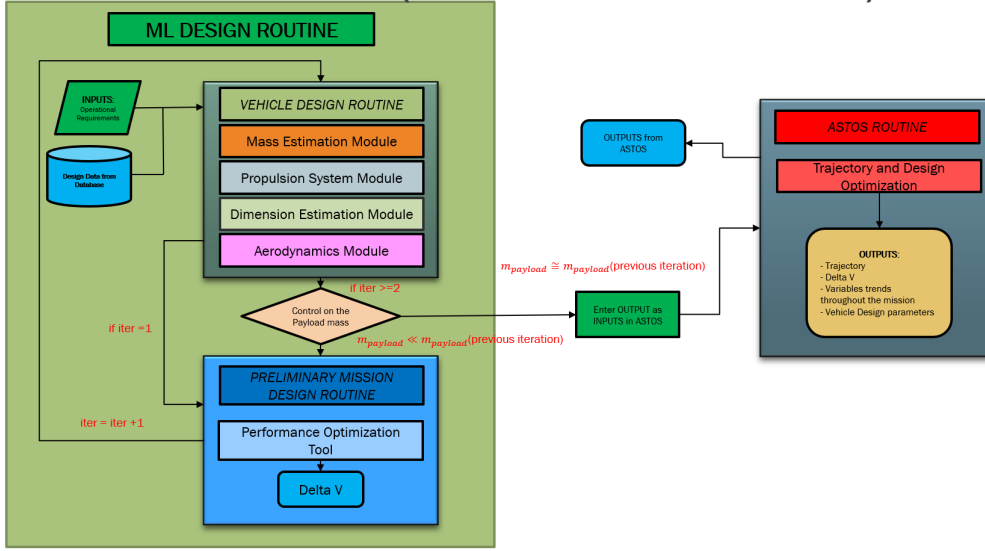 ML DESIGN ROUTINE
INPUTS:
Operational
Requirements
Design Data from
Database
VEHICLE DESIGN ROUTINE
Mass Estimation Module
Propulsion System Module
Dimension Estimation Module
Aerodynamics Module
if iter >=2
if iter =1
Control on the
Payload mass
m_payload ≅ m_payload(previous iteration)
m_payload ≪ m_payload(previous iteration)
Enter OUTPUT as
INPUTS in ASTOS
PRELIMINARY MISSION
DESIGN ROUTINE
iter = iter +1
Performance Optimization
Tool
Delta V
OUTPUTS from
ASTOS
ASTOS ROUTINE
Trajectory and Design
Optimization
OUTPUTS:
- Trajectory
- Delta V
- Variables trends
throughout the mission
- Vehicle Design parameters